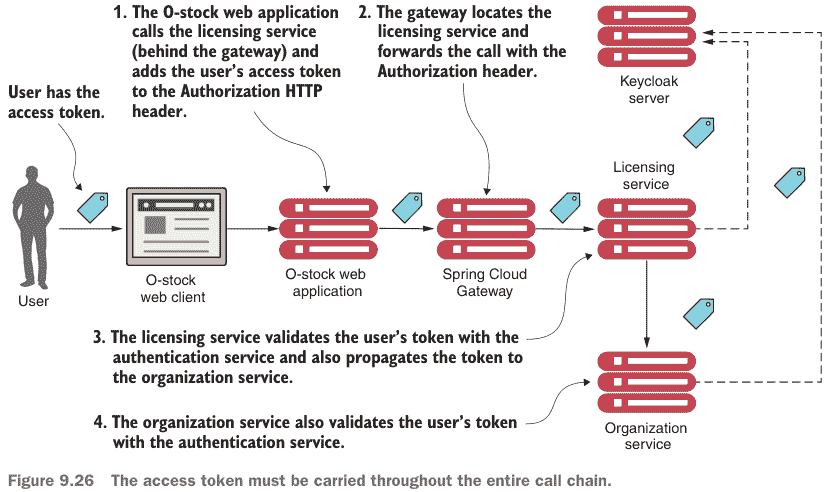 1. The O-stock web application
calls the licensing service
(behind the gateway) and
adds the user's access token
to the Authorization HTTP
header.
2. The gateway locates the
licensing service and
forwards the call with the
Authorization header.
Keycloak
server
User has the
access token.
Licensing
service
User
O-stock
web client
O-stock web
application
Spring Cloud
Gateway
3. The licensing service validates the user's token with the
authentication service and also propagates the token to
the organization service.
4. The organization service also validates the user's token
with the authentication service.
Organization
service
Figure 9.26 The access token must be carried throughout the entire call chain.